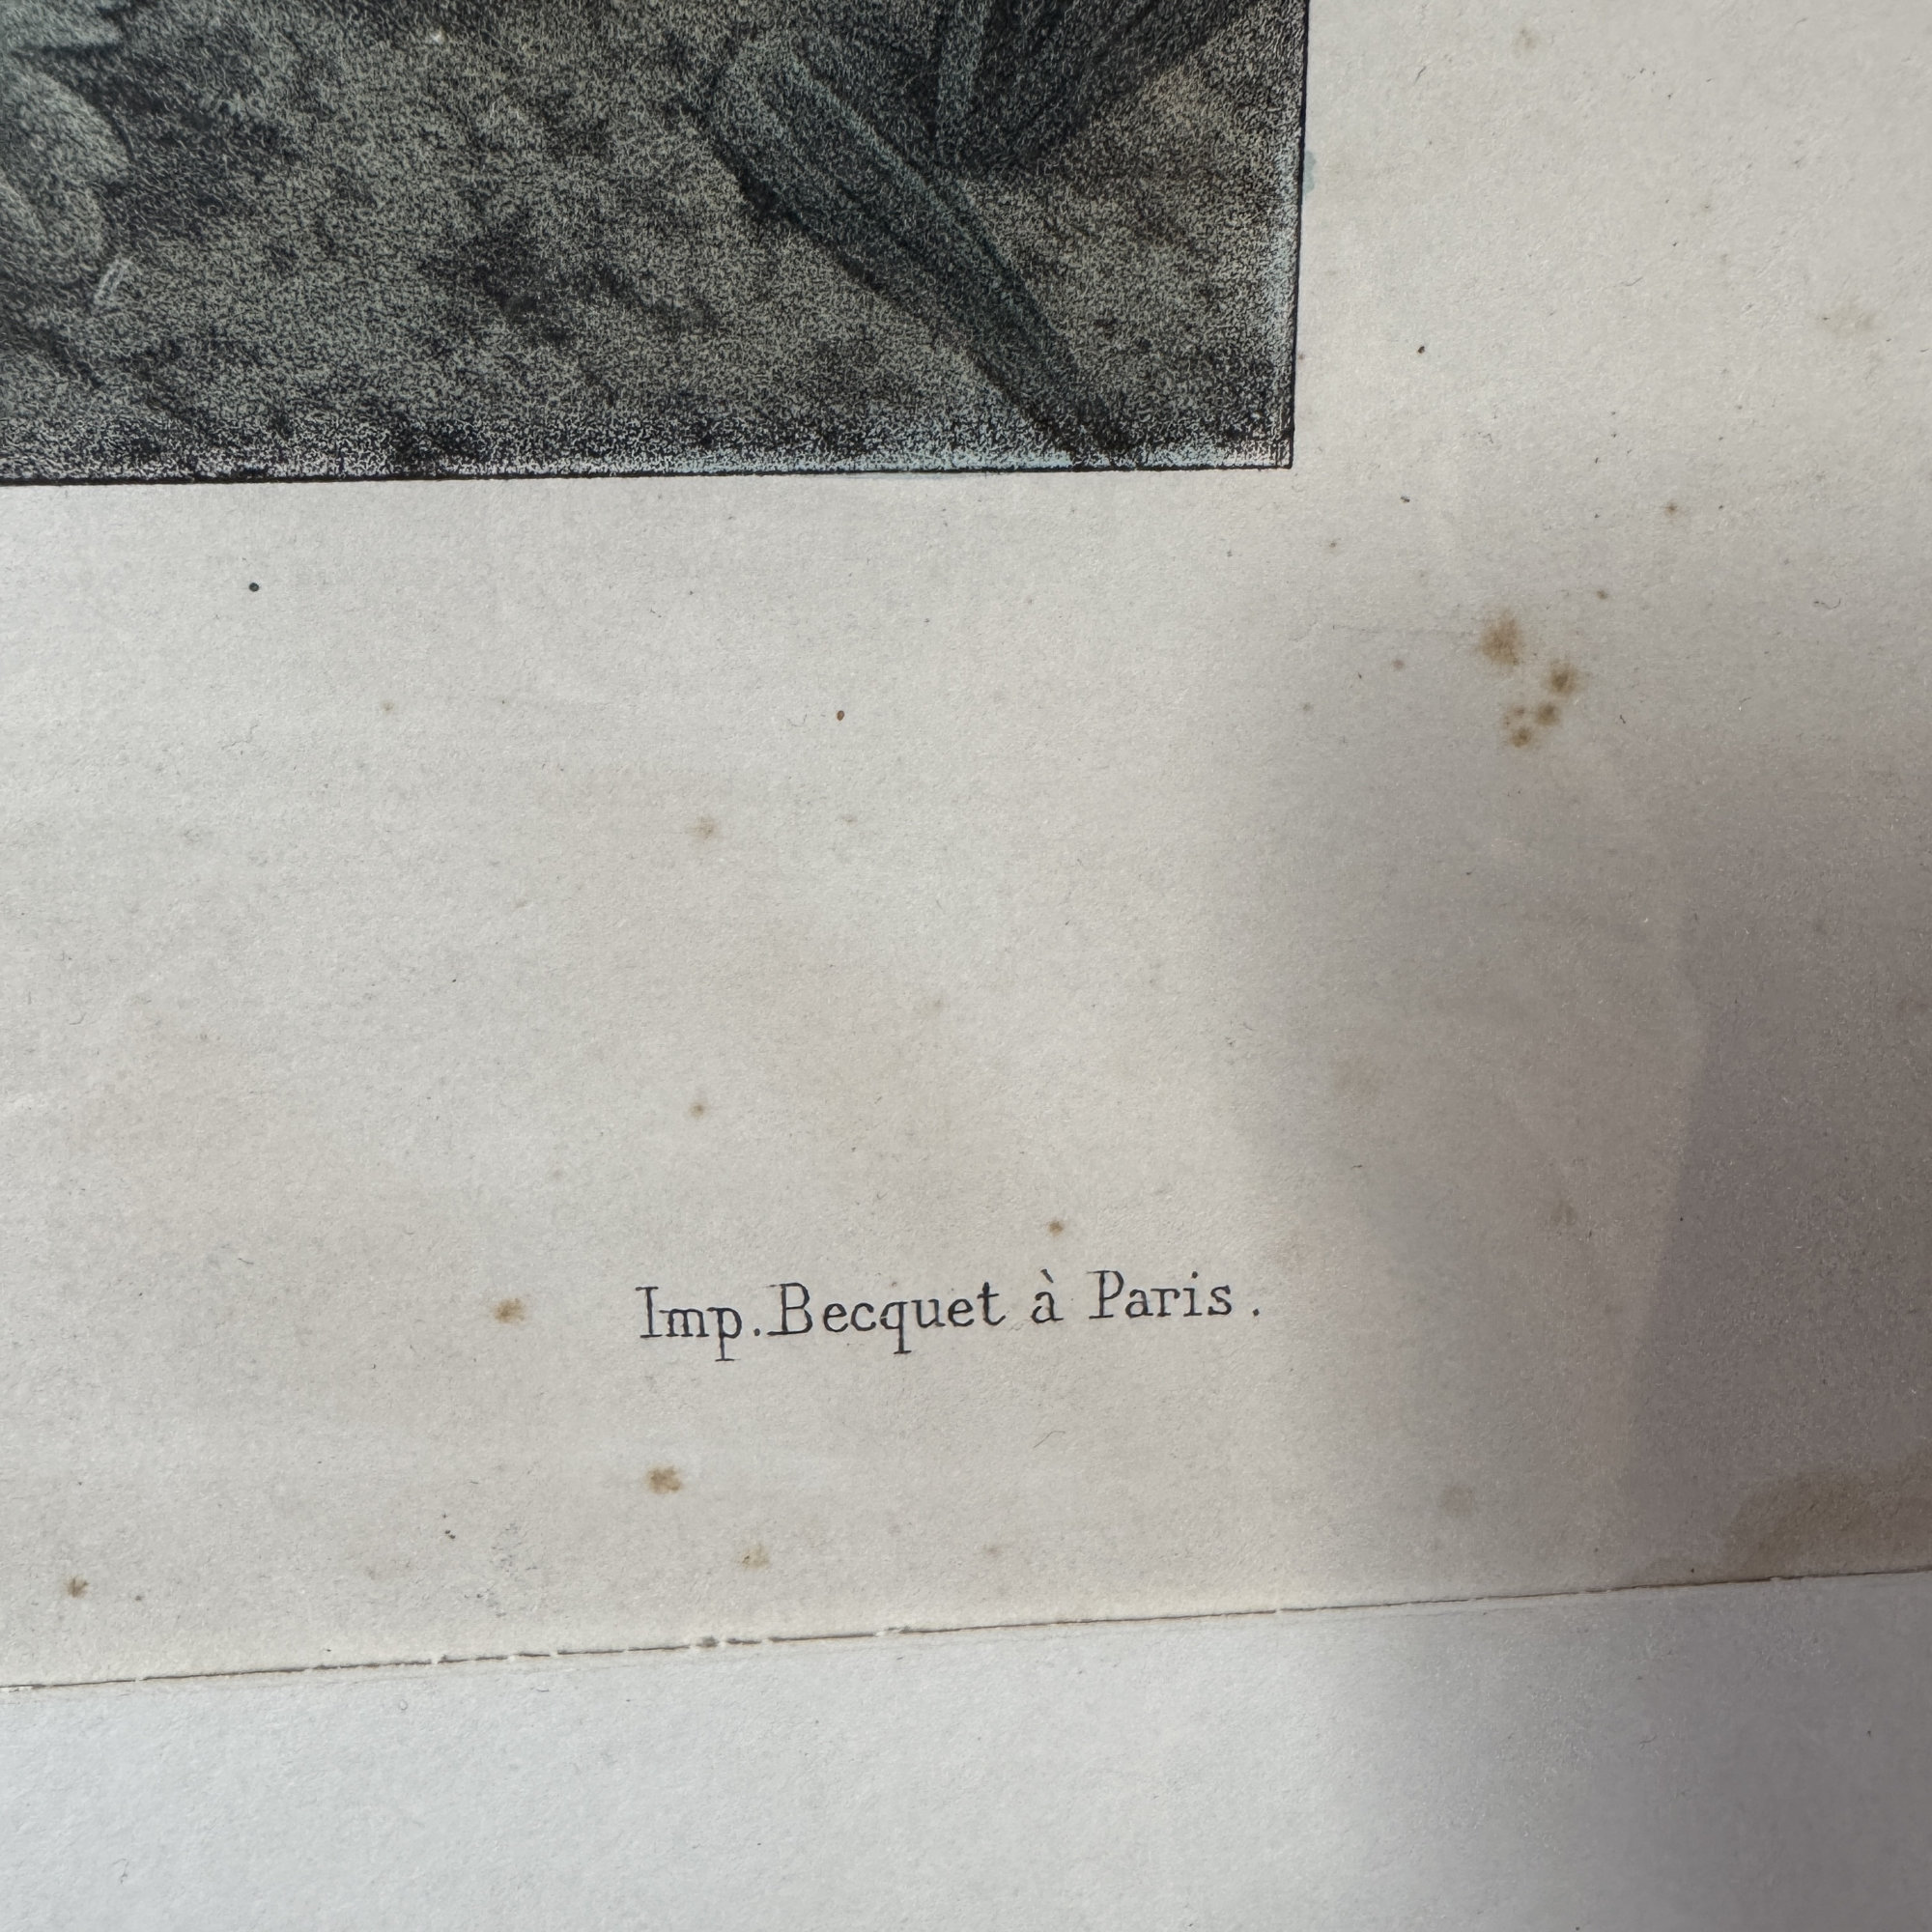 Imp. Becquet à Paris.